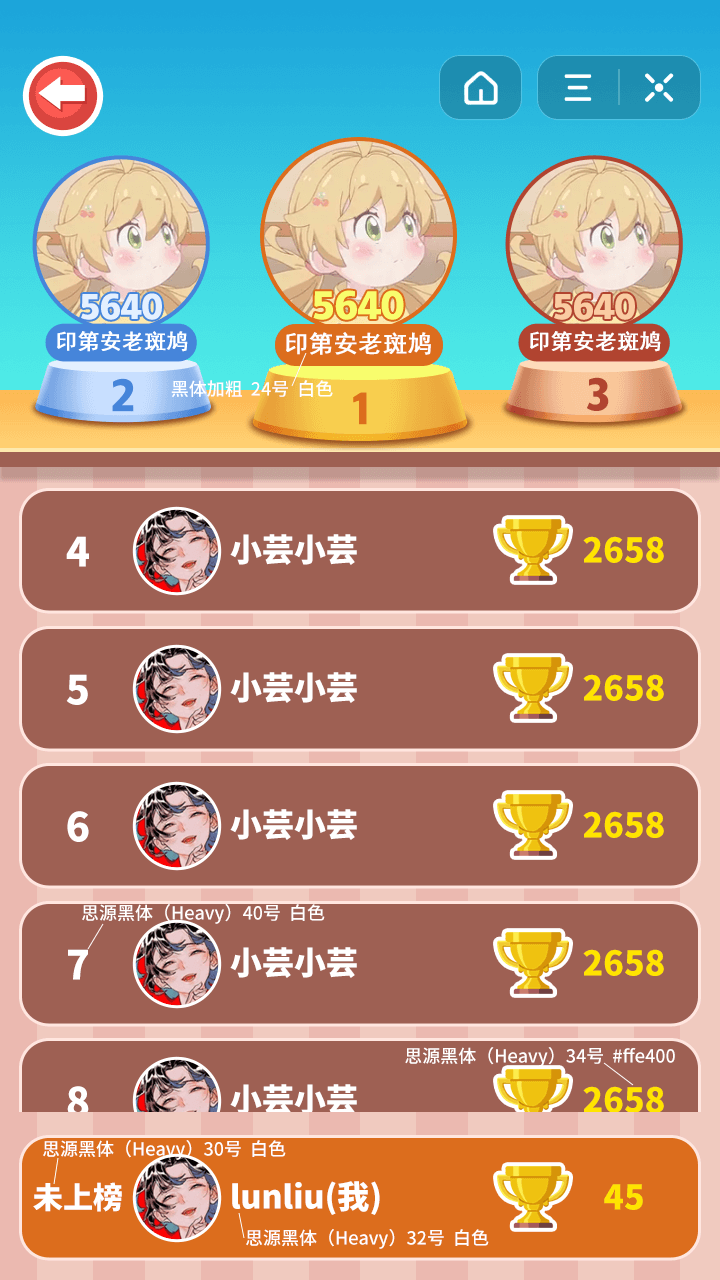 5640
5640
5640
印第安老斑鸠
印第安老斑鸠
印第安老斑鸠
2
黑体加粗 24号 白色
1
3
4 小芸小芸 2658
5 小芸小芸 2658
6 小芸小芸 2658
思源黑体（Heavy）40号 白色
7 小芸小芸 2658
思源黑体（Heavy）34号 #ffe400
8 小芸小芸 2658
思源黑体（Heavy）30号 白色
未上榜 lunliu(我) 45
思源黑体（Heavy）32号 白色